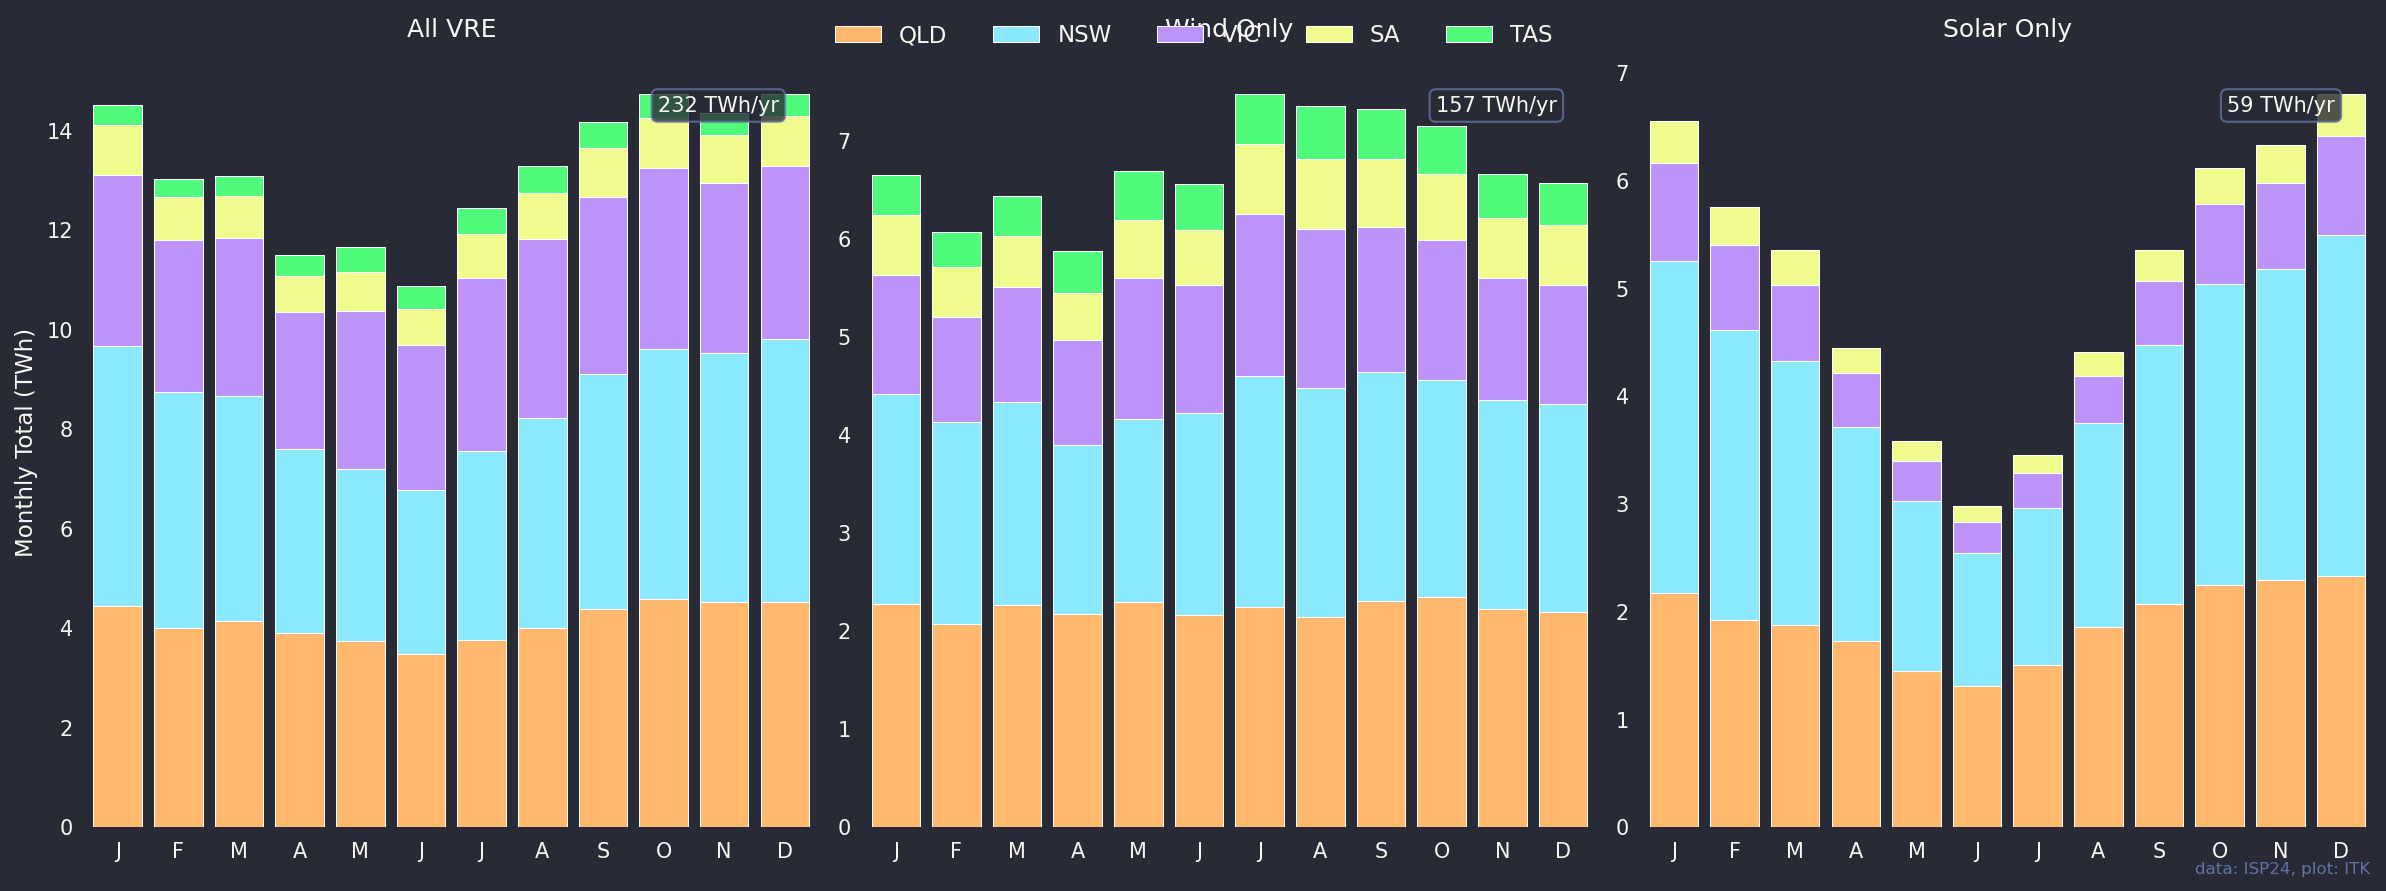 All VRE
Wind Only
Solar Only
QLD NSW VIC SA TAS
232 TWh/yr
157 TWh/yr
59 TWh/yr
Monthly Total (TWh)
14
12
10
8
6
4
2
0
J F M A M J J A S O N D
7
6
5
4
3
2
1
0
J F M A M J J A S O N D
7
6
5
4
3
2
1
0
J F M A M J J A S O N D
data: ISP24, plot: ITK